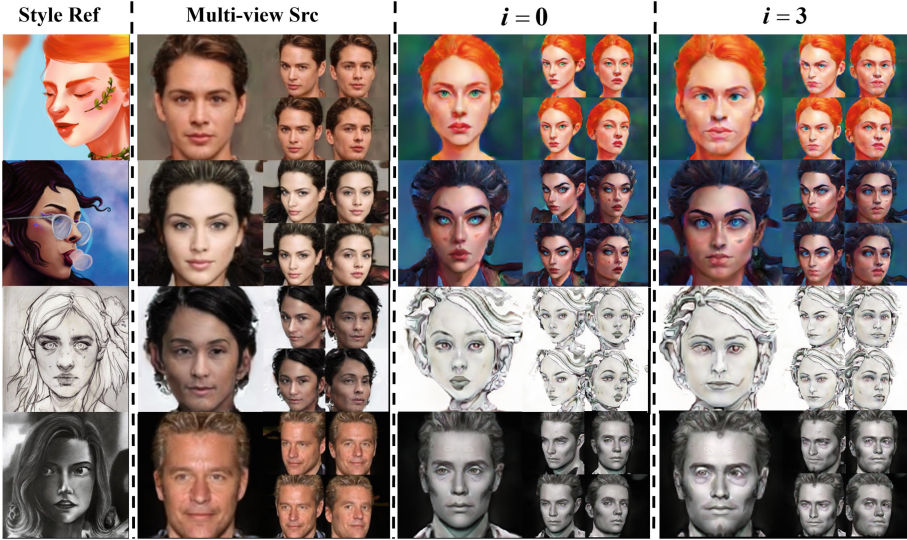 Style Ref
Multi-view Src
i = 0
i = 3